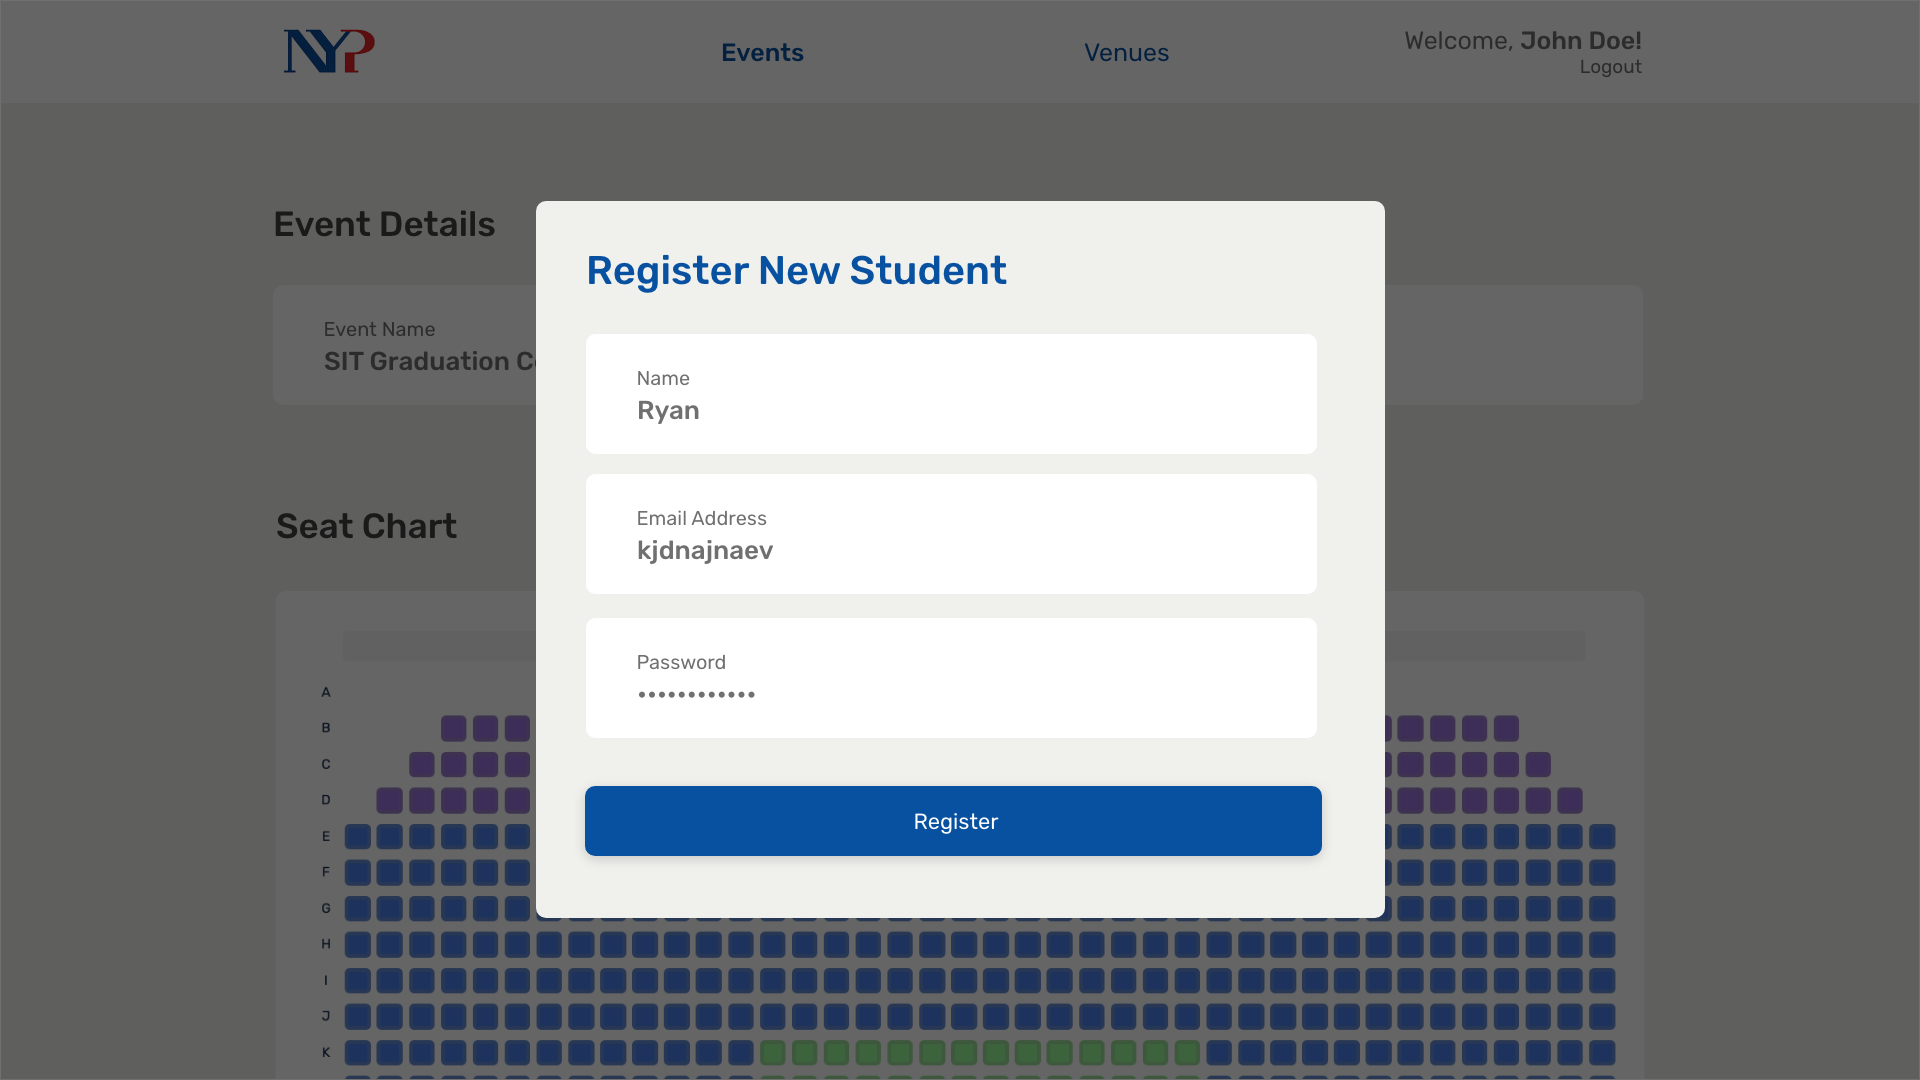 NYP
Events
Venues
Welcome, John Doe!
Logout
Event Details
Event Name
SIT Graduation C
Seat Chart
Register New Student
Name
Ryan
Email Address
kjdnajnaev
Password
••••••••••••
Register
A
B
C
D
E
F
G
H
I
J
K